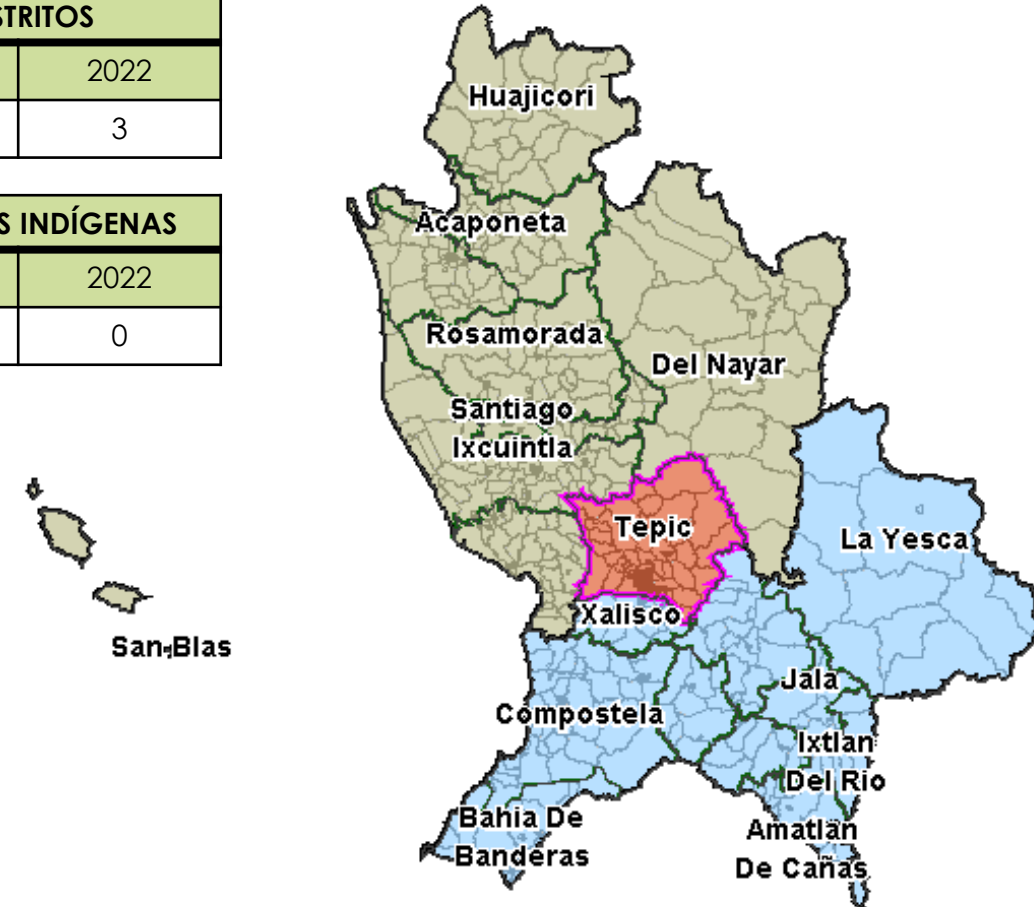 STRITOS
2022
3
S INDÍGENAS
2022
0
Huajicori
Acaponeta
Rosamorada
Del Nayar
Santiago
Ixcuintla
Tepic
La Yesca
Xalisco
San Blas
Jala
Compostela
Ixtlan
Del Rio
Bahia De
Banderas
Amatlan
De Cañas